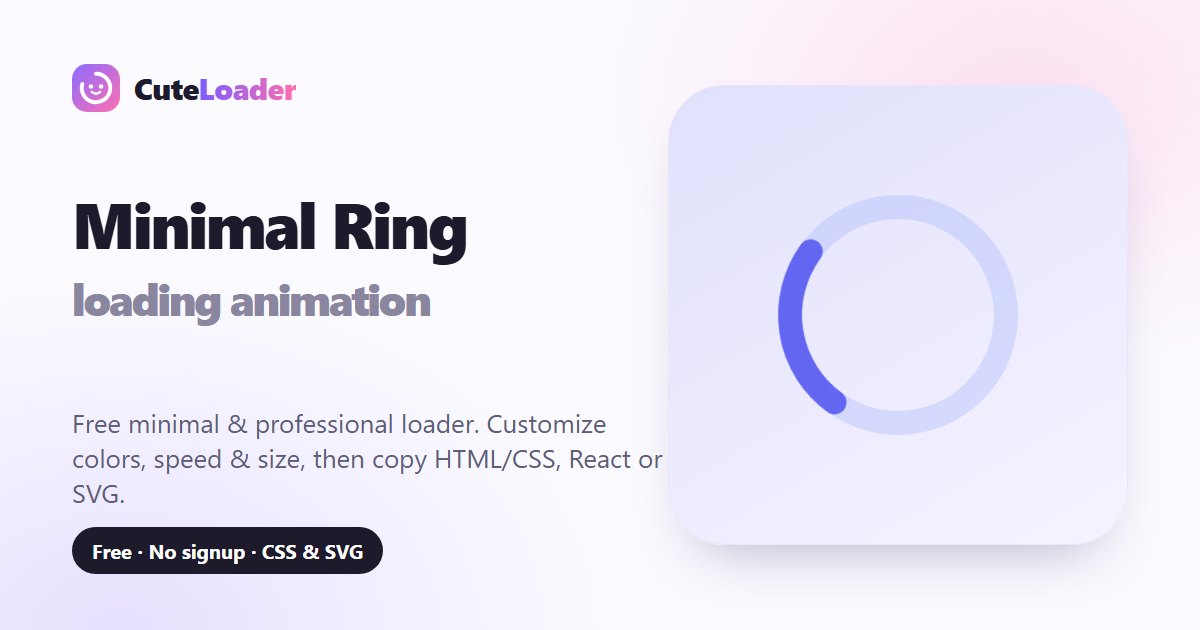 CuteLoader
Minimal Ring
loading animation
Free minimal & professional loader. Customize
colors, speed & size, then copy HTML/CSS, React or
SVG.
Free · No signup · CSS & SVG